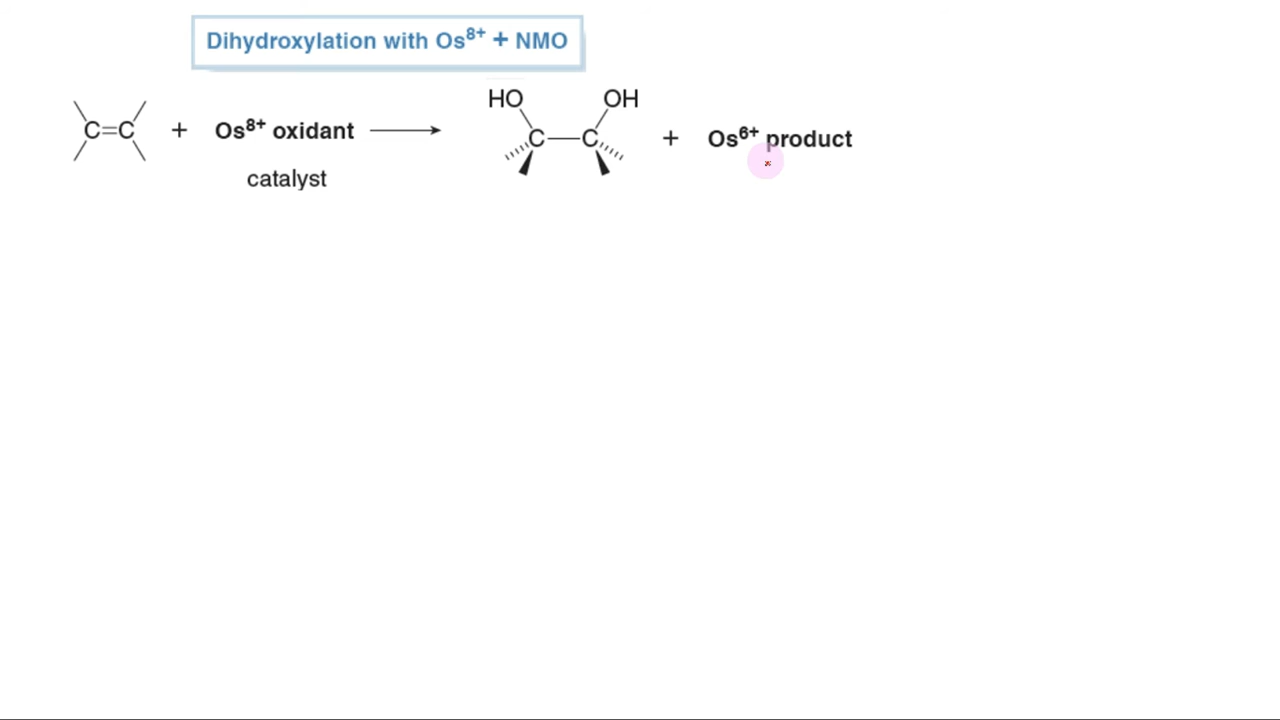 Dihydroxylation with Os⁸⁺ + NMO
HO OH
C=C + Os⁸⁺ oxidant ⟶ C—C + Os⁶⁺ product
catalyst